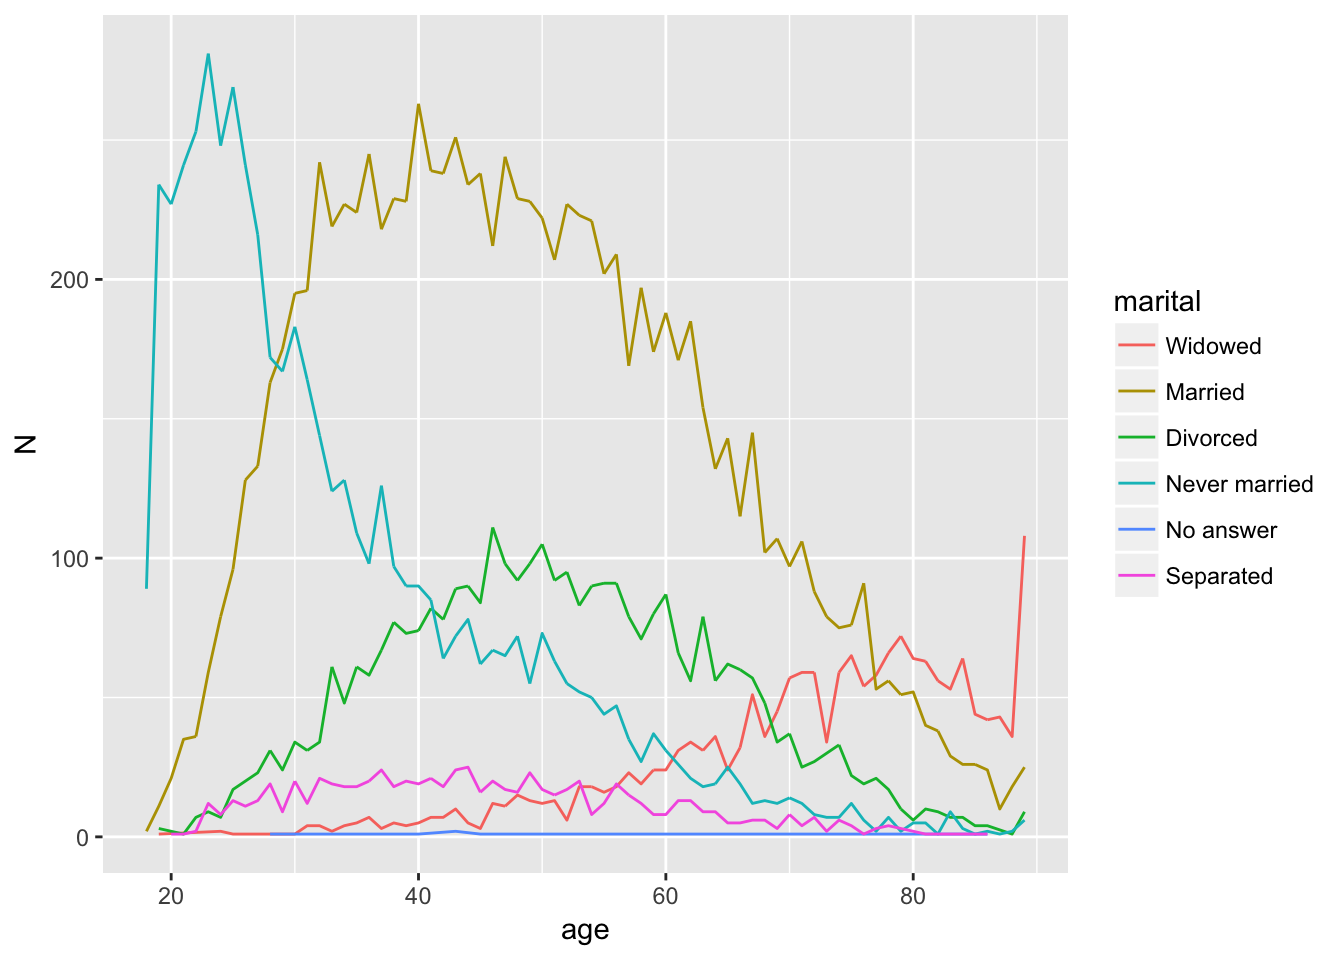 200
100
0
N
20 40 60 80
age
marital
Widowed
Married
Divorced
Never married
No answer
Separated